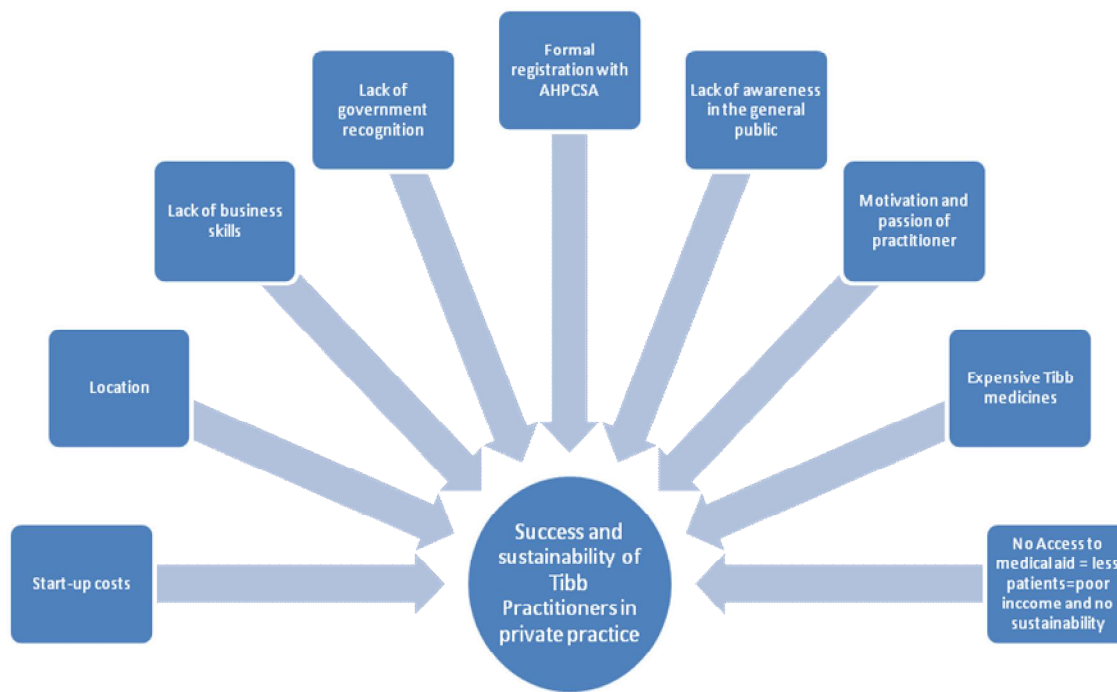 Formal
registration with
AHPCSA
Lack of
government
recognition
Lack of awareness
in the general
public
Lack of business
skills
Motivation and
passion of
practitioner
Location
Expensive Tibb
medicines
Start-up costs
Success and
sustainability of
Tibb
Practitioners in
private practice
No Access to
medical aid = less
patients=poor
inccome and no
sustainability